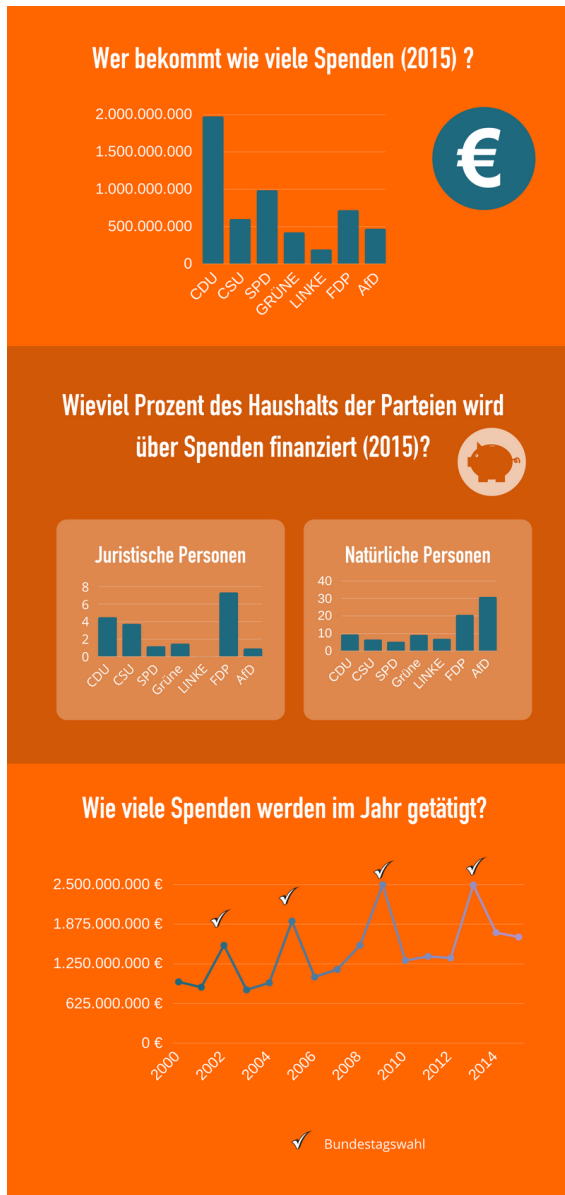 Wer bekommt wie viele Spenden (2015) ?
2.000.000.000
1.500.000.000
1.000.000.000
500.000.000
0
CDU
CSU
SPD
GRÜNE
LINKE
FDP
AfD
€
Wieviel Prozent des Haushalts der Parteien wird
über Spenden finanziert (2015)?
Juristische Personen
8
6
4
2
0
CDU
CSU
SPD
Grüne
LINKE
FDP
AfD
Natürliche Personen
40
30
20
10
0
CDU
CSU
SPD
Grüne
LINKE
FDP
AfD
Wie viele Spenden werden im Jahr getätigt?
2.500.000.000 €
1.875.000.000 €
1.250.000.000 €
625.000.000 €
0 €
2000
2002
2004
2006
2008
2010
2012
2014
Bundestagswahl